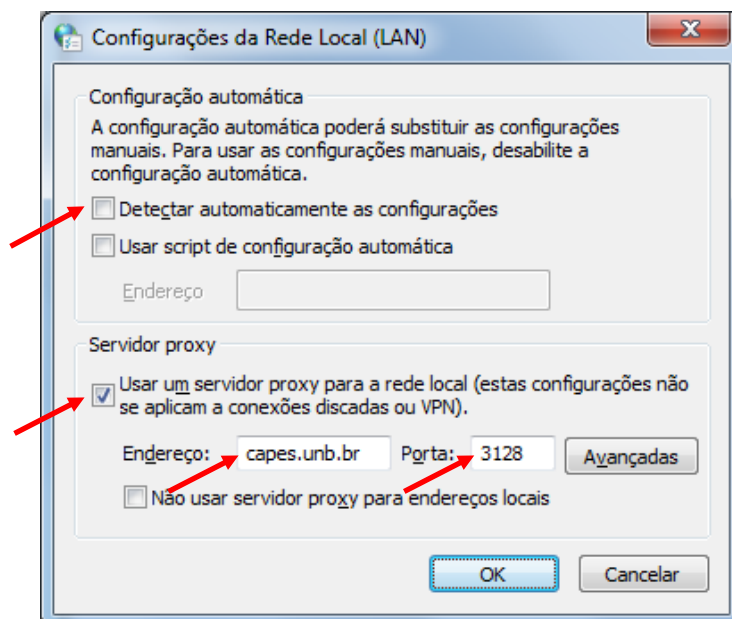 Configurações da Rede Local (LAN)
Configuração automática
A configuração automática poderá substituir as configurações
manuais. Para usar as configurações manuais, desabilite a
configuração automática.
Detectar automaticamente as configurações
Usar script de configuração automática
Endereço
Servidor proxy
Usar um servidor proxy para a rede local (estas configurações não
se aplicam a conexões discadas ou VPN).
Endereço: capes.unb.br Porta: 3128 Avançadas
Não usar servidor proxy para endereços locais
OK Cancelar